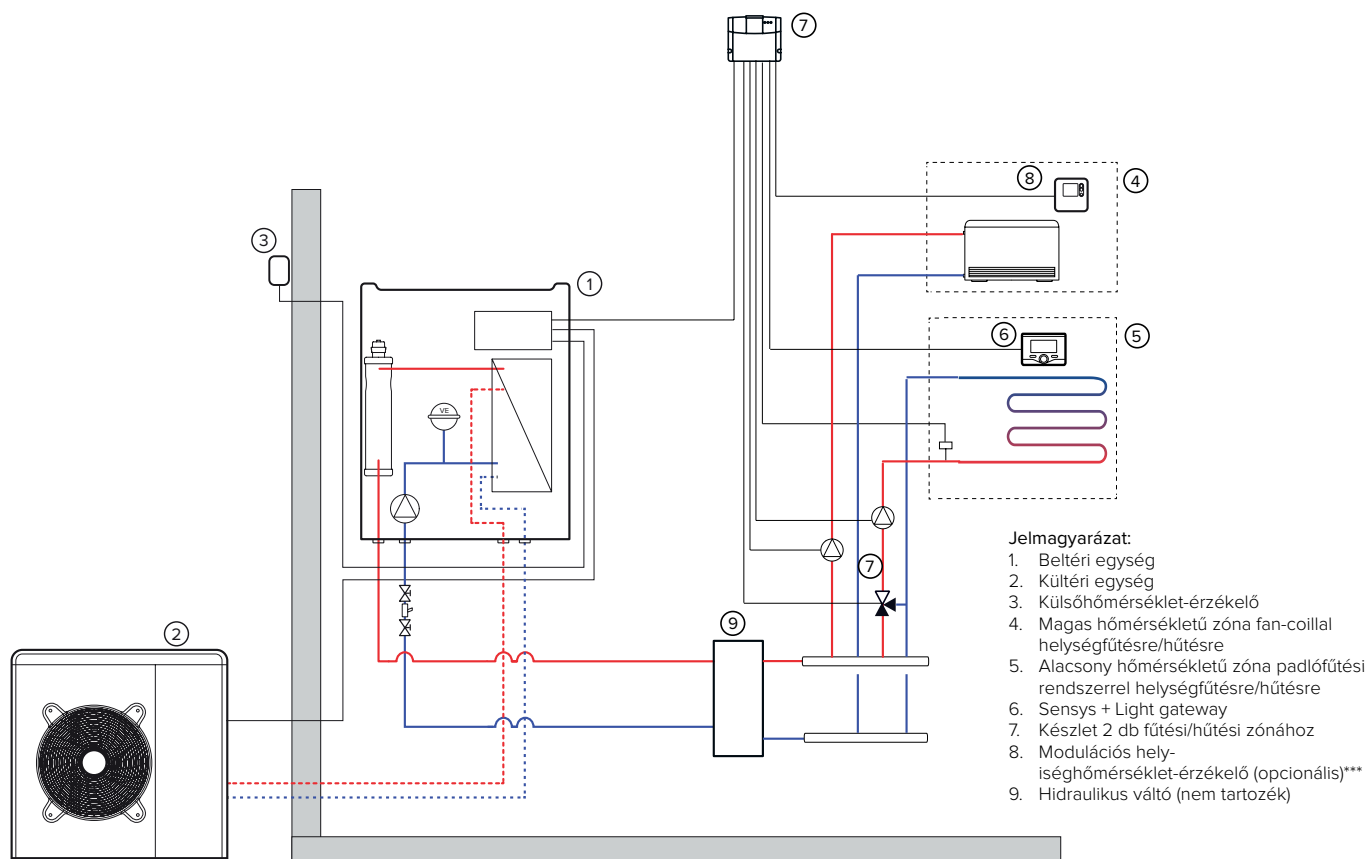 7
8
4
3
1
6
5
VE
7
9
2
Jelmagyarázat:
1. Beltéri egység
2. Kültéri egység
3. Külsőhőmérséklet-érzékelő
4. Magas hőmérsékletű zóna fan-coillal
helységfűtésre/hűtésre
5. Alacsony hőmérsékletű zóna padlófűtési
rendszerrel helységfűtésre/hűtésre
6. Sensys + Light gateway
7. Készlet 2 db fűtési/hűtési zónához
8. Modulációs hely-
iséghőmérséklet-érzékelő (opcionális)***
9. Hidraulikus váltó (nem tartozék)